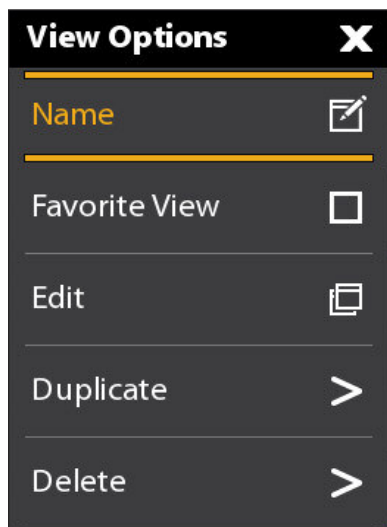 View Options
Name
Favorite View
Edit
Duplicate
Delete